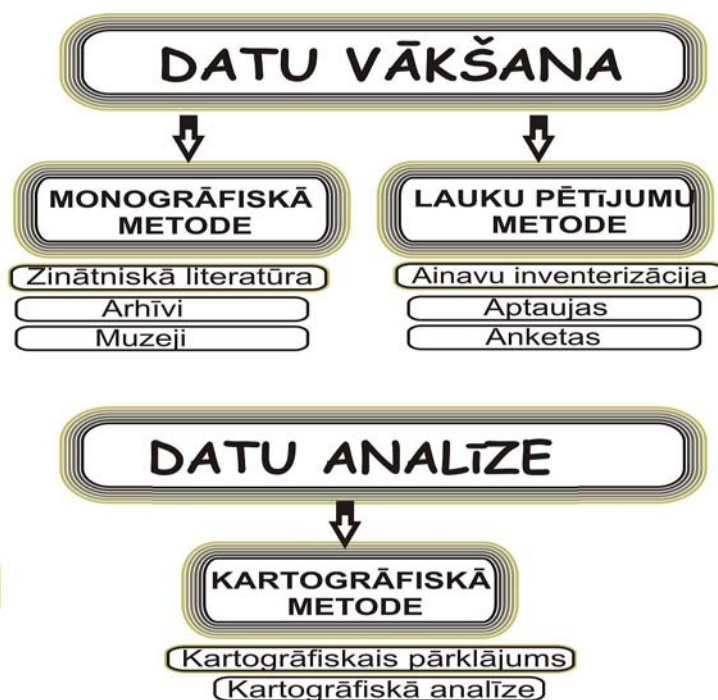 DATU VĀKŠANA
MONOGRĀFISKĀ
METODE
Zinātniskā literatūra
Arhīvi
Muzeji
LAUKU PĒTĪJUMU
METODE
Ainavu inventerizācija
Aptaujas
Anketas
DATU ANALĪZE
KARTOGRĀFISKĀ
METODE
Kartogrāfiskais pārklājums
Kartogrāfiskā analīze